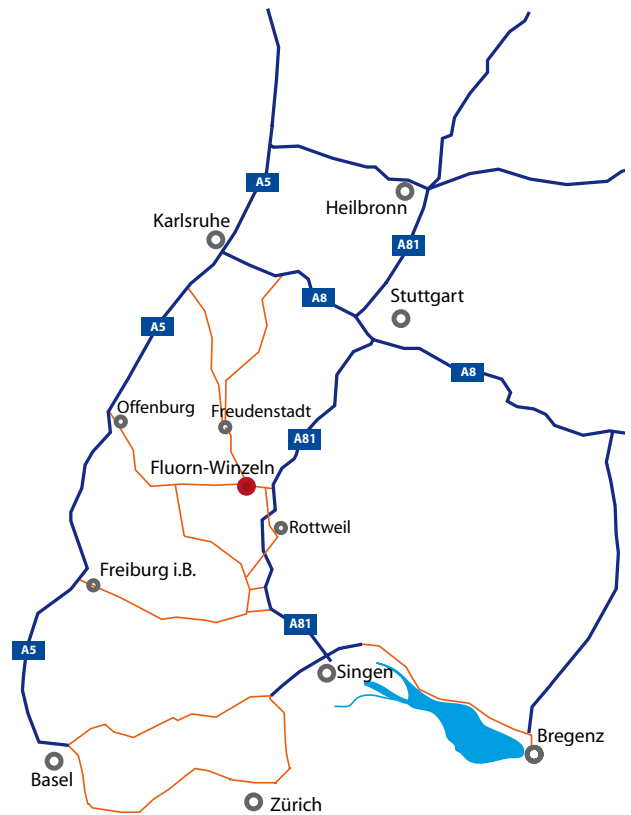 A5
Heilbronn
Karlsruhe
A81
Stuttgart
A8
A5
A8
Offenburg
Freudenstadt
A81
Fluorn-Winzeln
Rottweil
Freiburg i.B.
A81
A5
Singen
Bregenz
Basel
Zürich